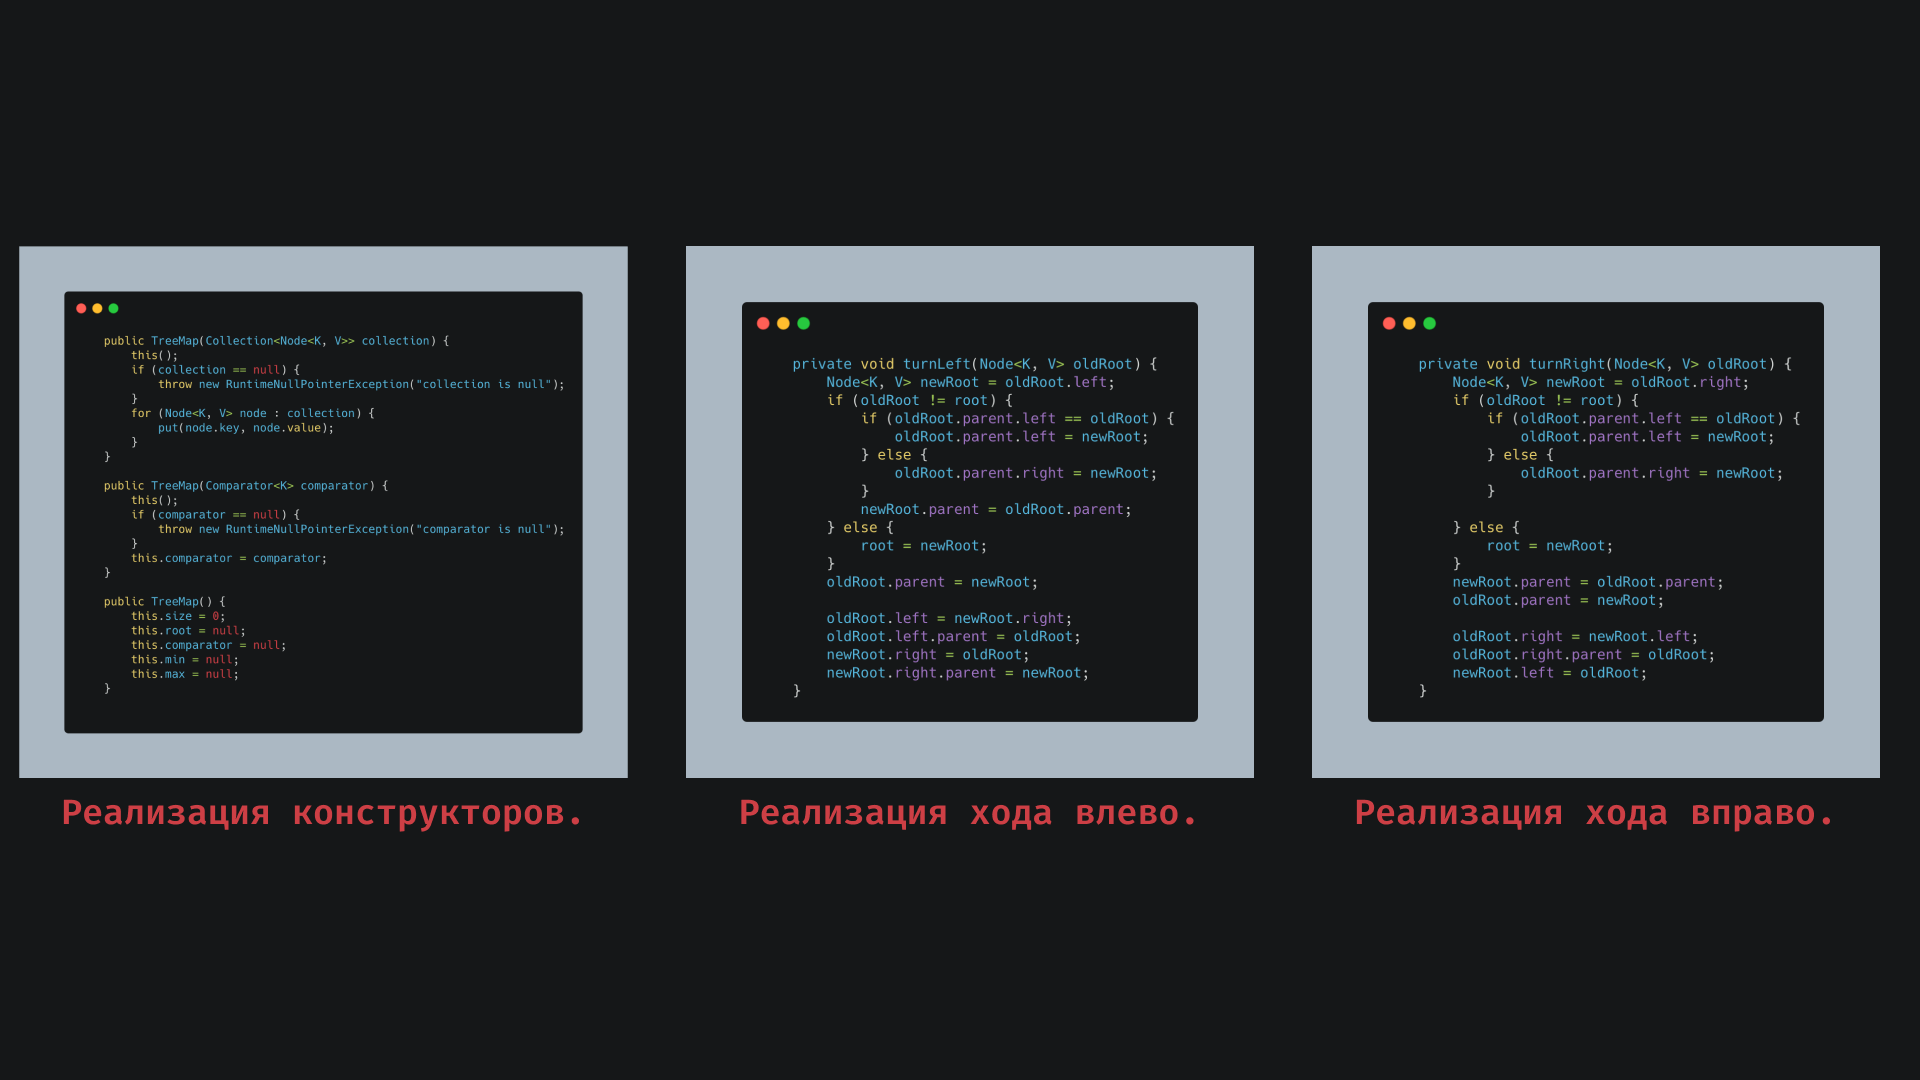 public TreeMap(Collection<Node<K, V>> collection) {
    this();
    if (collection == null) {
        throw new RuntimeNullPointerException("collection is null");
    }
    for (Node<K, V> node : collection) {
        put(node.key, node.value);
    }
}
public TreeMap(Comparator<K> comparator) {
    this();
    if (comparator == null) {
        throw new RuntimeNullPointerException("comparator is null");
    }
    this.comparator = comparator;
}
public TreeMap() {
    this.size = 0;
    this.root = null;
    this.comparator = null;
    this.min = null;
    this.max = null;
}
Реализация конструкторов.
private void turnLeft(Node<K, V> oldRoot) {
    Node<K, V> newRoot = oldRoot.left;
    if (oldRoot != root) {
        if (oldRoot.parent.left == oldRoot) {
            oldRoot.parent.left = newRoot;
        } else {
            oldRoot.parent.right = newRoot;
        }
        newRoot.parent = oldRoot.parent;
    } else {
        root = newRoot;
    }
    oldRoot.parent = newRoot;
    oldRoot.left = newRoot.right;
    oldRoot.left.parent = oldRoot;
    newRoot.right = oldRoot;
    newRoot.right.parent = newRoot;
}
Реализация хода влево.
private void turnRight(Node<K, V> oldRoot) {
    Node<K, V> newRoot = oldRoot.right;
    if (oldRoot != root) {
        if (oldRoot.parent.left == oldRoot) {
            oldRoot.parent.left = newRoot;
        } else {
            oldRoot.parent.right = newRoot;
        }
    } else {
        root = newRoot;
    }
    newRoot.parent = oldRoot.parent;
    oldRoot.parent = newRoot;
    oldRoot.right = newRoot.left;
    oldRoot.right.parent = oldRoot;
    newRoot.left = oldRoot;
}
Реализация хода вправо.